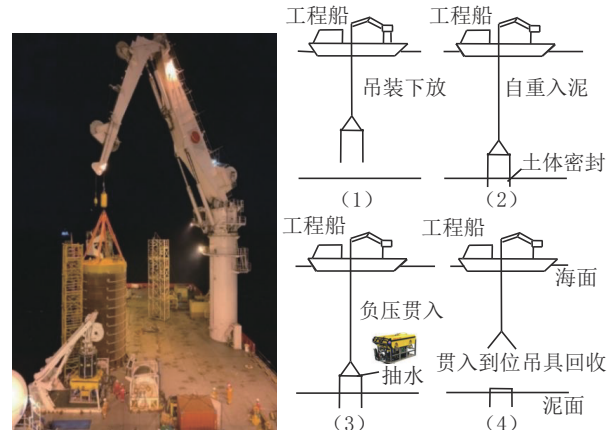 工程船
吊装下放
(1)
工程船
自重入泥
土体密封
(2)
工程船
负压贯入
抽水
(3)
工程船
海面
贯入到位吊具回收
泥面
(4)